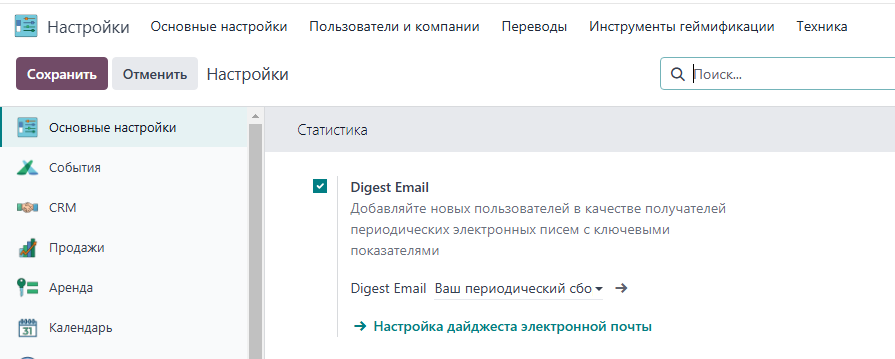 Настройки Основные настройки Пользователи и компании Переводы Инструменты геймификации Техника
Сохранить Отменить Настройки Поиск...
Основные настройки
События
CRM
Продажи
Аренда
Календарь
Статистика
Digest Email
Добавляйте новых пользователей в качестве получателей
периодических электронных писем с ключевыми
показателями
Digest Email Ваш периодический сбо
Настройка дайджеста электронной почты